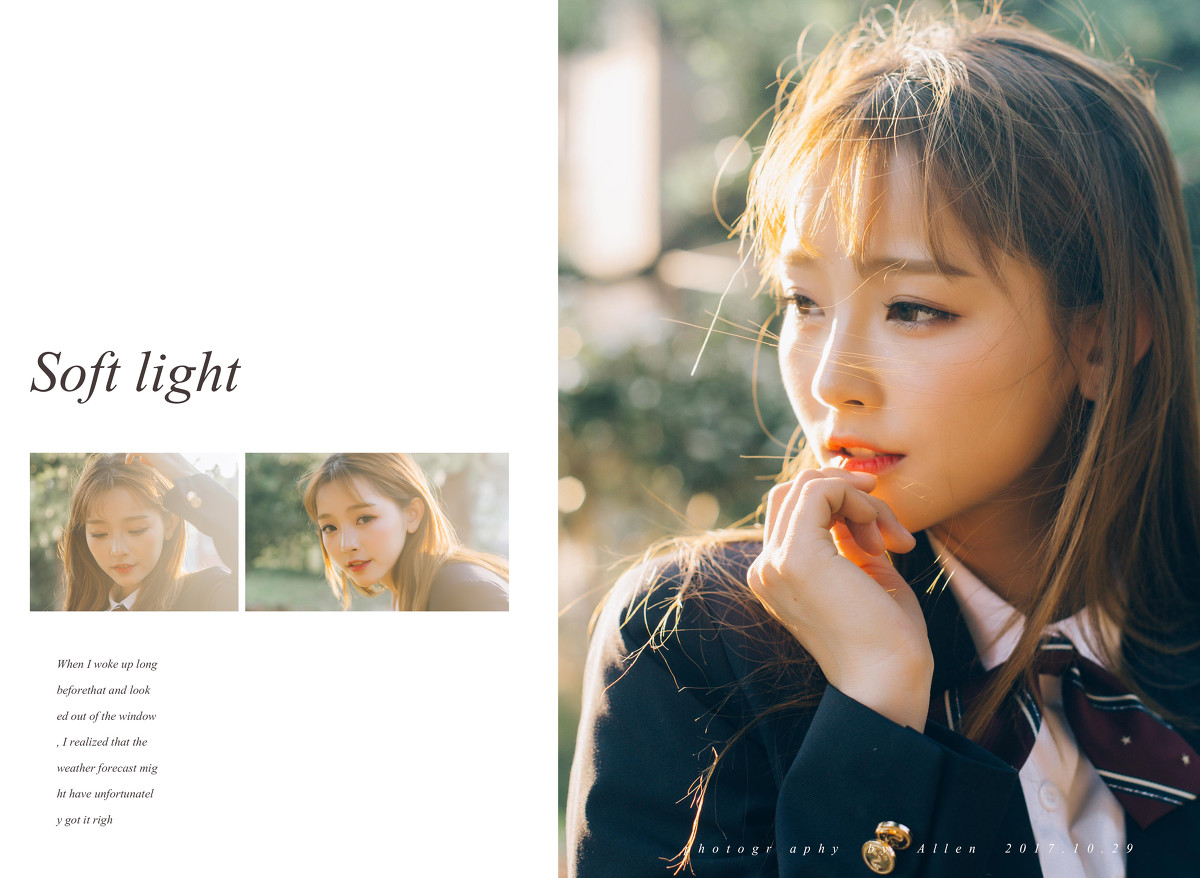 Soft light
When I woke up long
beforethat and look
ed out of the window
, I realized that the
weather forecast mig
ht have unfortunatel
y got it righ
photogr aphy by Allen 2017.10.29